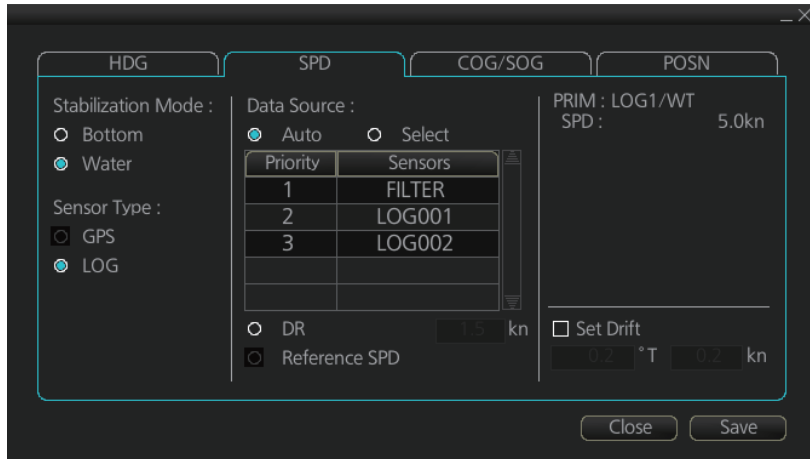 HDG SPD COG/SOG POSN
Stabilization Mode :
Bottom
Water
Sensor Type :
GPS
LOG
Data Source :
Auto Select
Priority Sensors
1 FILTER
2 LOG001
3 LOG002
DR 1.5 kn
Reference SPD
PRIM : LOG1/WT
SPD : 5.0kn
Set Drift
0.2 °T 0.2 kn
Close Save